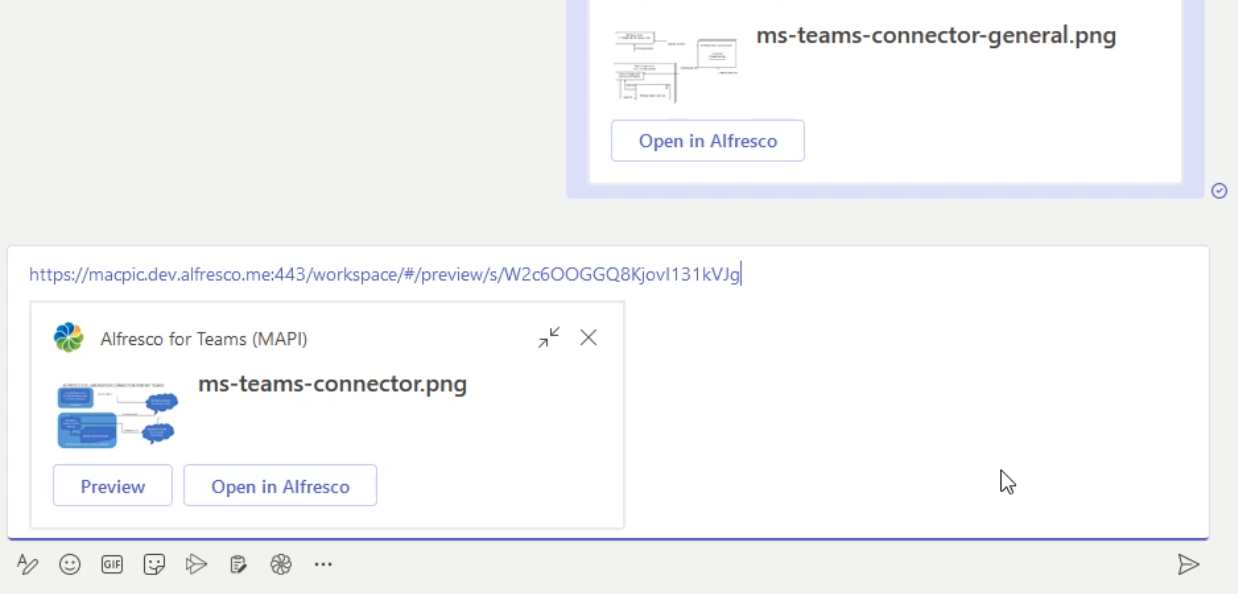 ms-teams-connector-general.png
Open in Alfresco
https://macpic.dev.alfresco.me:443/workspace/#/preview/s/W2c6OOGGQ8KjovI131kVJg
Alfresco for Teams (MAPI)
ms-teams-connector.png
Preview
Open in Alfresco
GIF